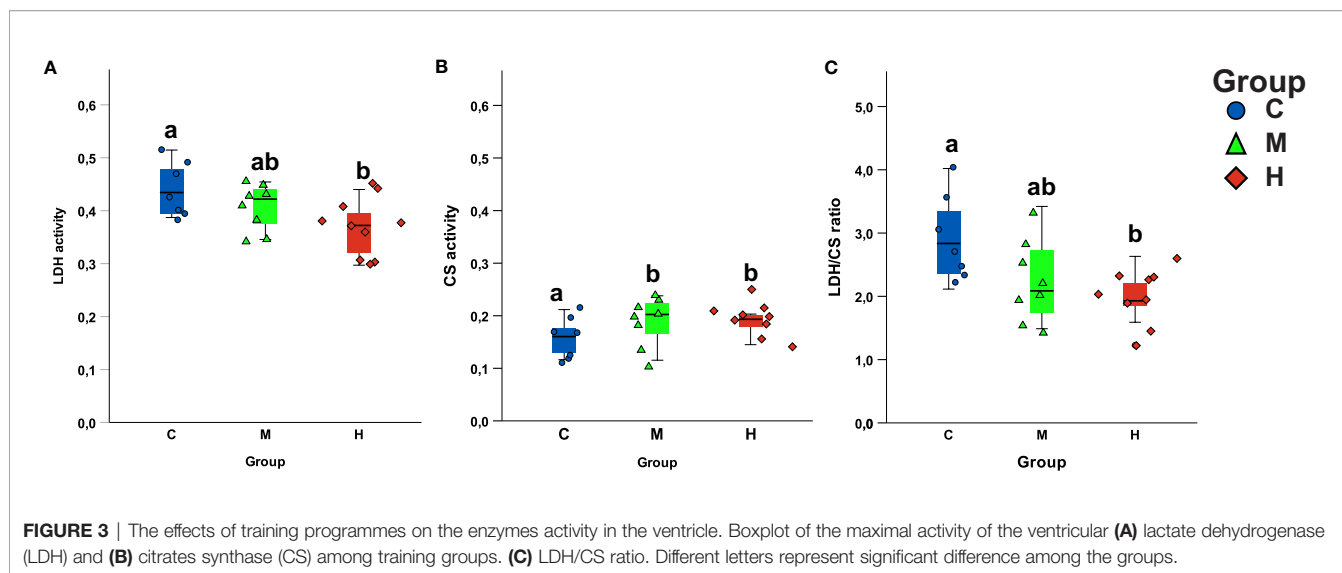 A
LDH activity
0,6
0,5
0,4
0,3
0,2
0,1
0,0
a
ab
b
C
M
H
Group
B
CS activity
0,6
0,5
0,4
0,3
0,2
0,1
0,0
a
b
b
C
M
H
Group
C
LDH/CS ratio
5,0
4,0
3,0
2,0
1,0
0,0
a
ab
b
C
M
H
Group
Group
C
M
H
FIGURE 3 | The effects of training programmes on the enzymes activity in the ventricle. Boxplot of the maximal activity of the ventricular (A) lactate dehydrogenase
(LDH) and (B) citrates synthase (CS) among training groups. (C) LDH/CS ratio. Different letters represent significant difference among the groups.